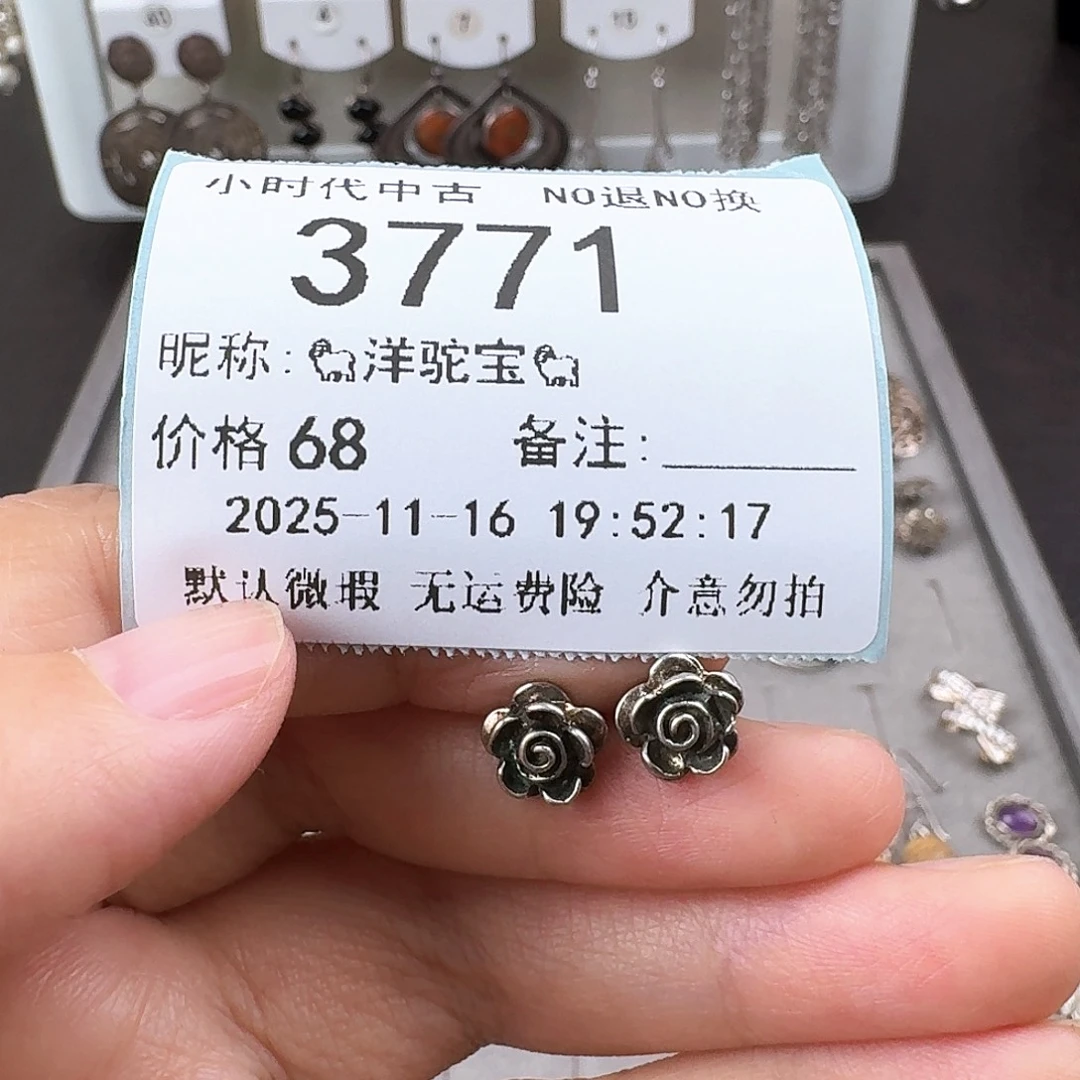 小时代中古 NO退NO换
3771
昵称:🐏洋驼宝🐏
价格 68 备注:__________
2025-11-16 19:52:17
默认微瑕 无运费险 介意勿拍